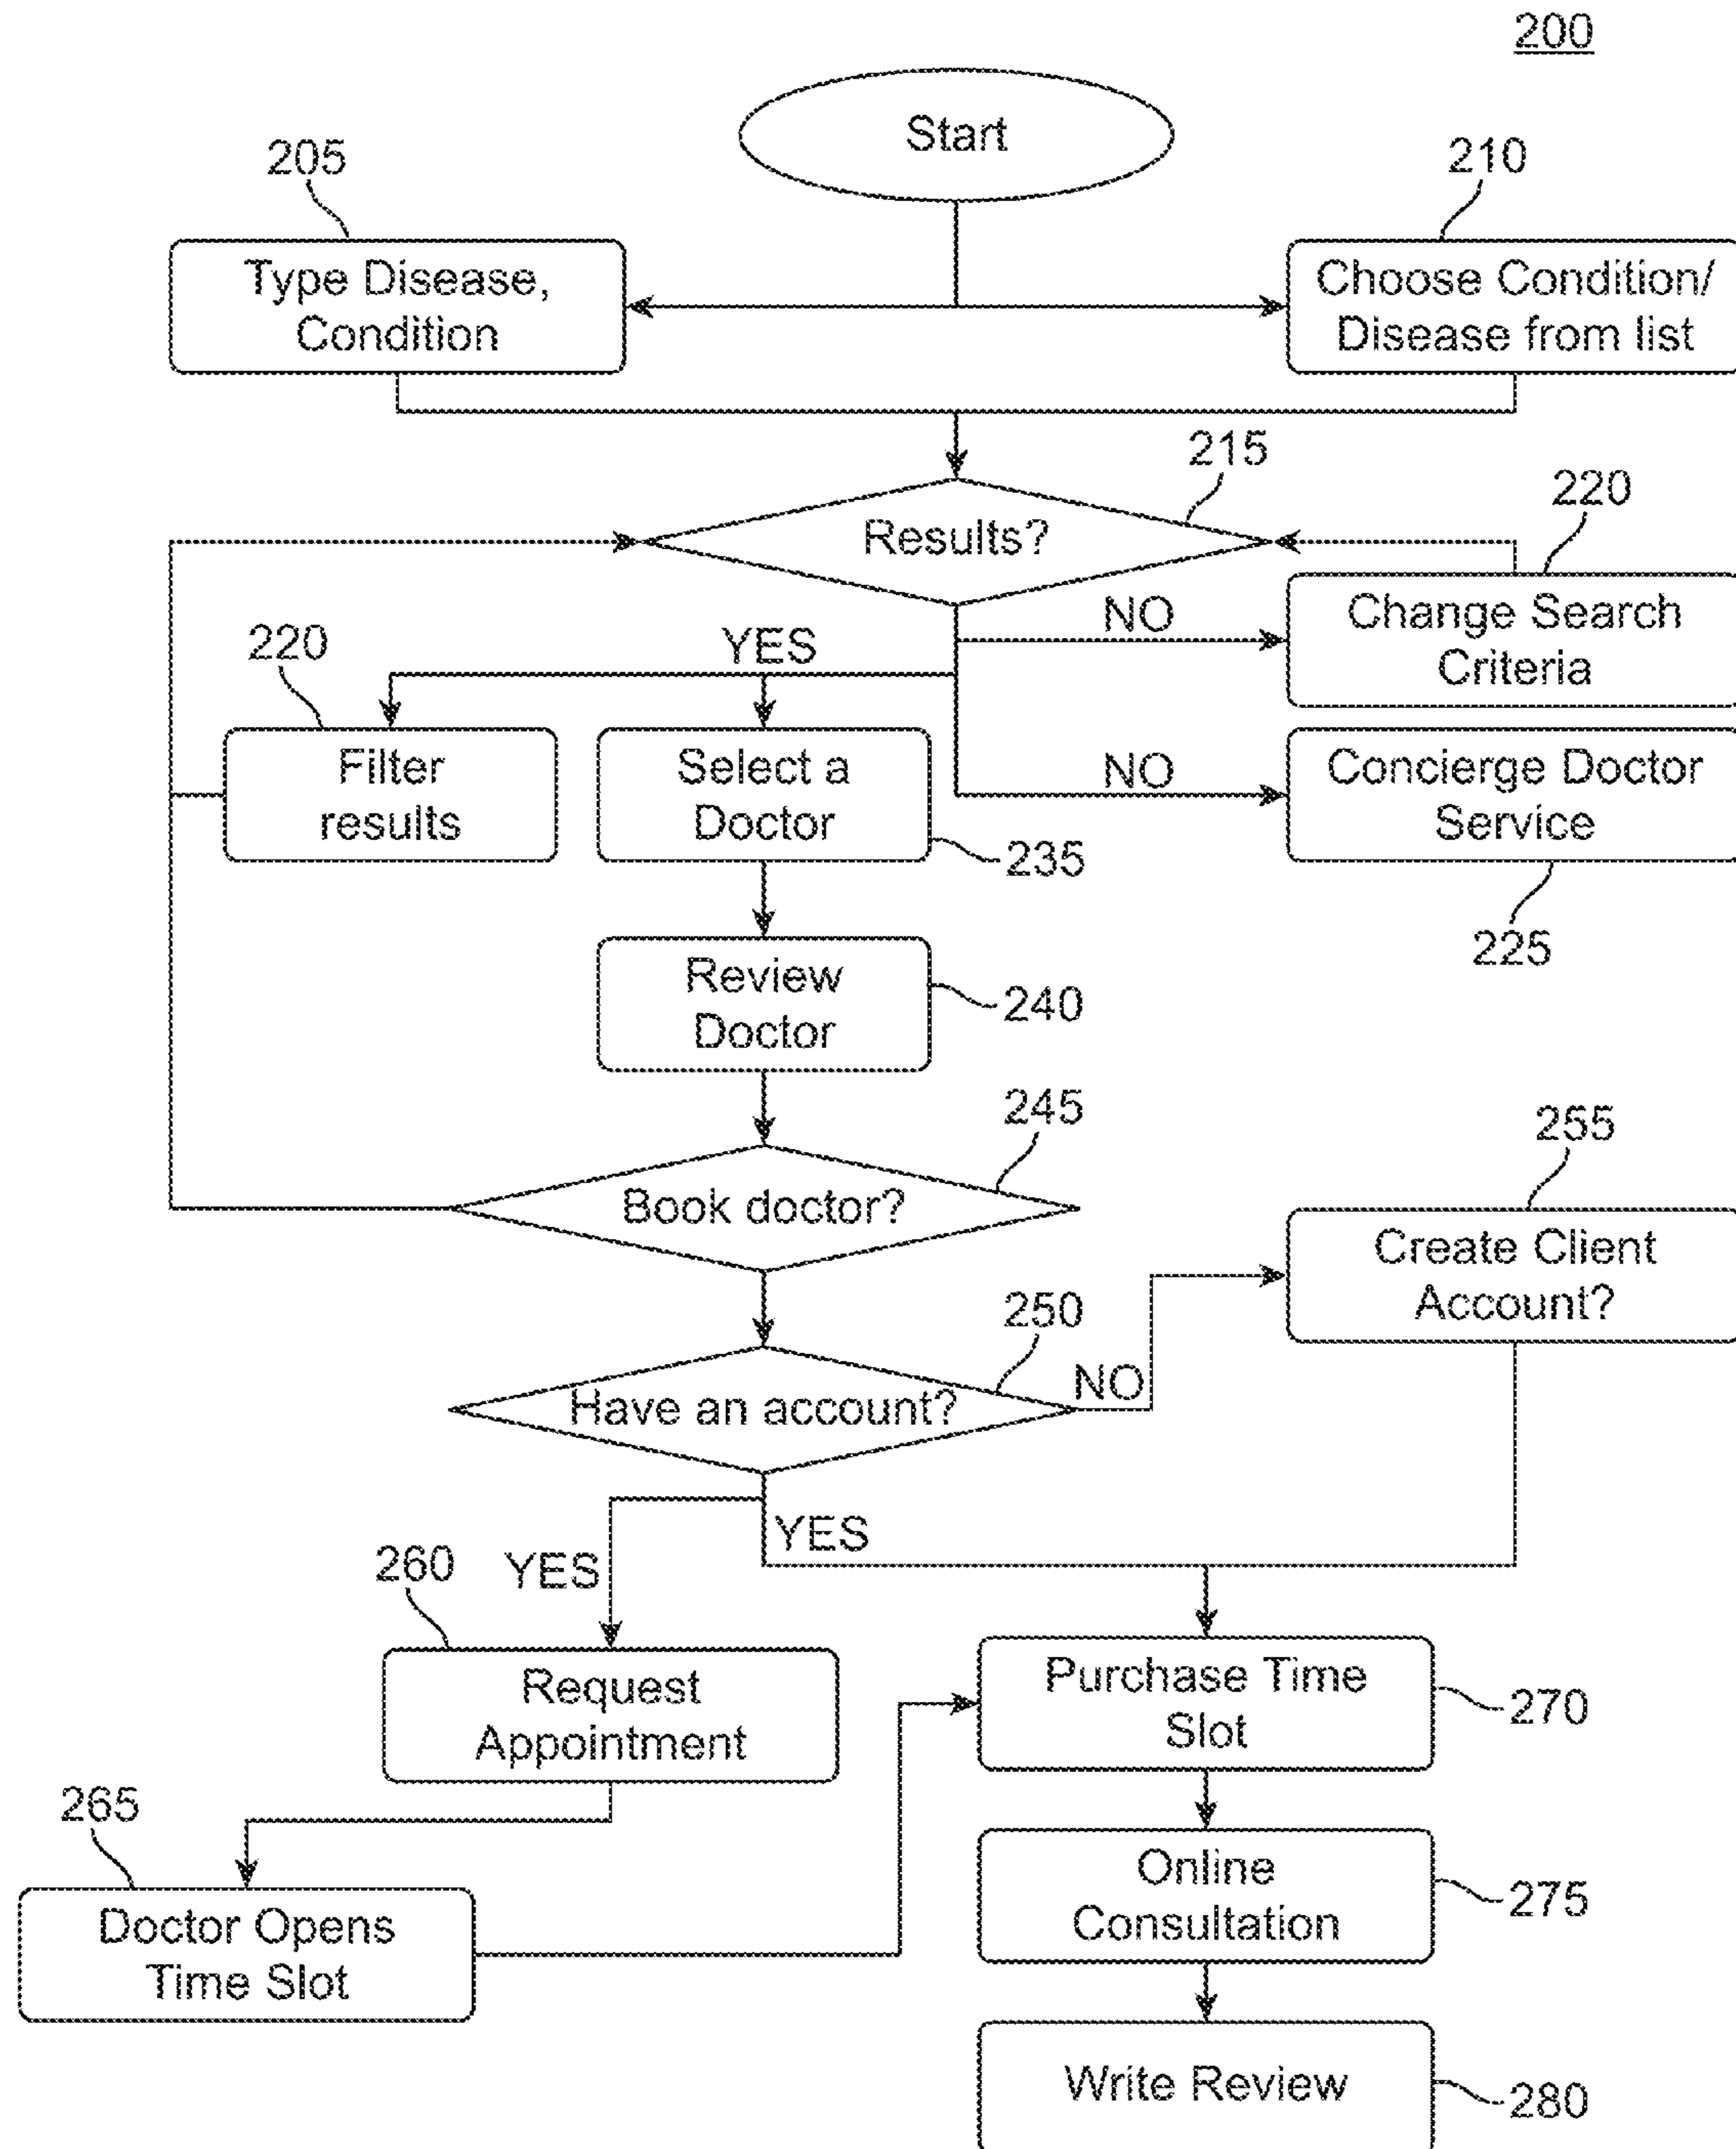 200
Start
205
210
Type Disease,
Condition
Choose Condition/
Disease from list
215
Results?
220
NO
Change Search
Criteria
YES
220
Filter
results
Select a
Doctor
235
NO
Concierge Doctor
Service
225
Review
Doctor
240
245
Book doctor?
255
Create Client
Account?
250
Have an account?
NO
YES
YES
260
Request
Appointment
Purchase Time
Slot
270
265
Doctor Opens
Time Slot
Online
Consultation
275
Write Review
280